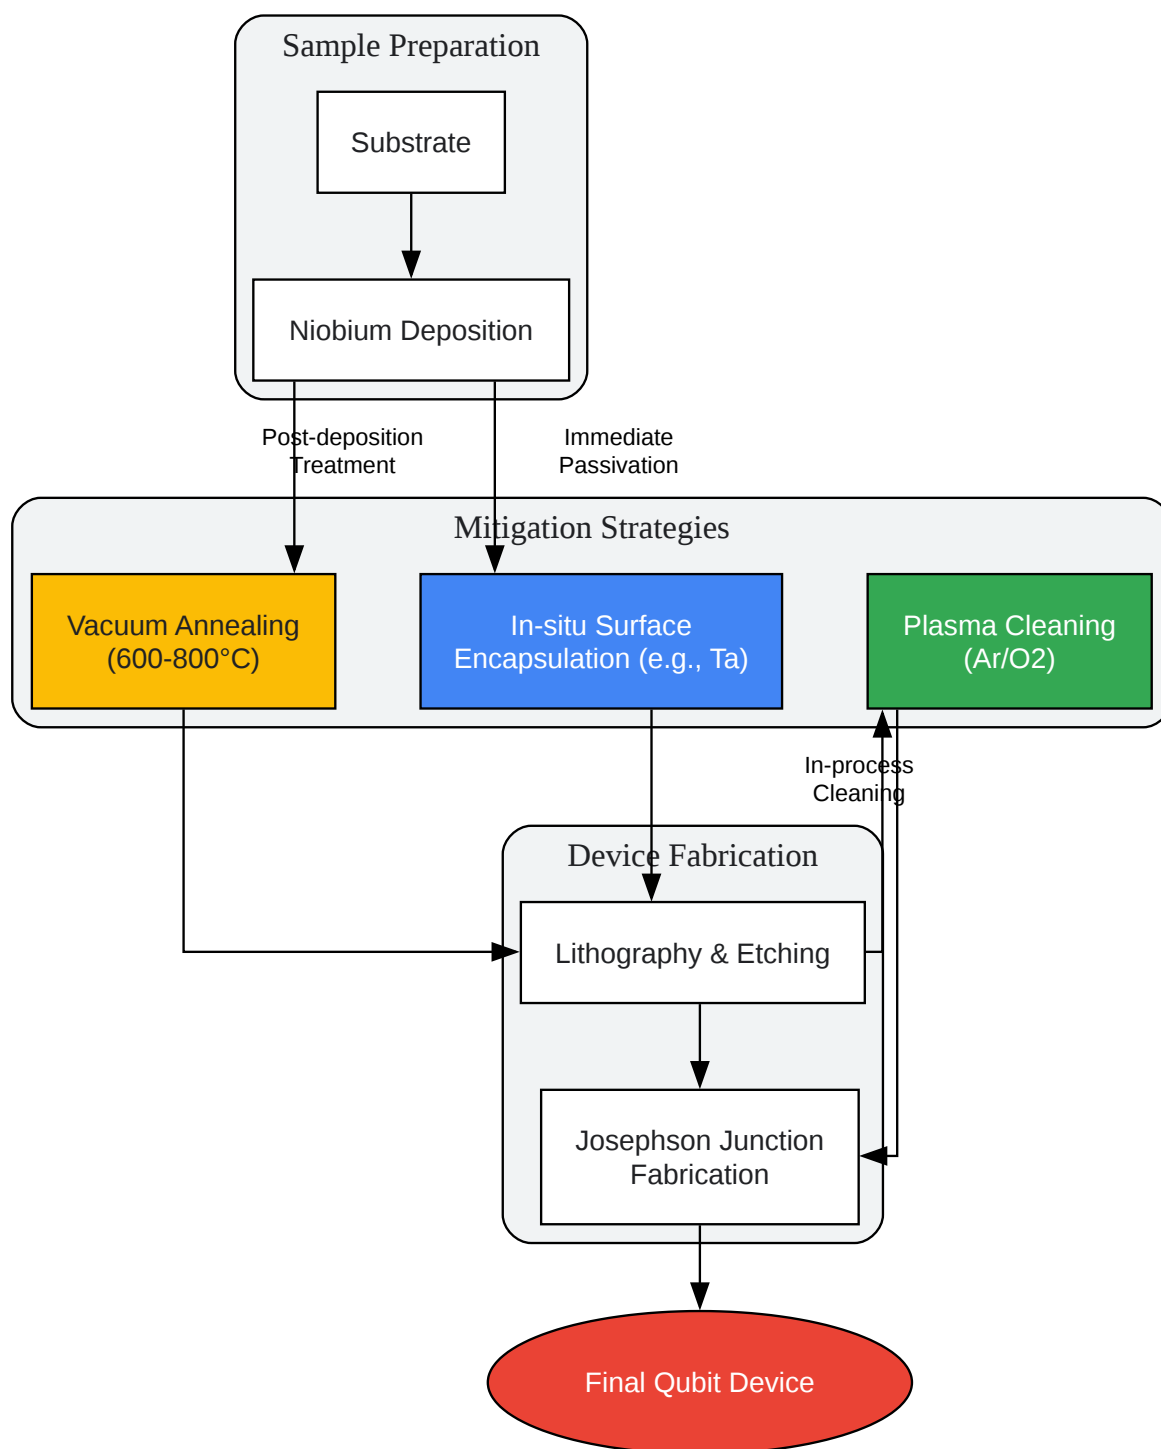 Sample Preparation
Substrate
Niobium Deposition
Post-deposition
Treatment
Immediate
Passivation
Mitigation Strategies
Vacuum Annealing
(600-800°C)
In-situ Surface
Encapsulation (e.g., Ta)
Plasma Cleaning
(Ar/O2)
In-process
Cleaning
Device Fabrication
Lithography & Etching
Josephson Junction
Fabrication
Final Qubit Device